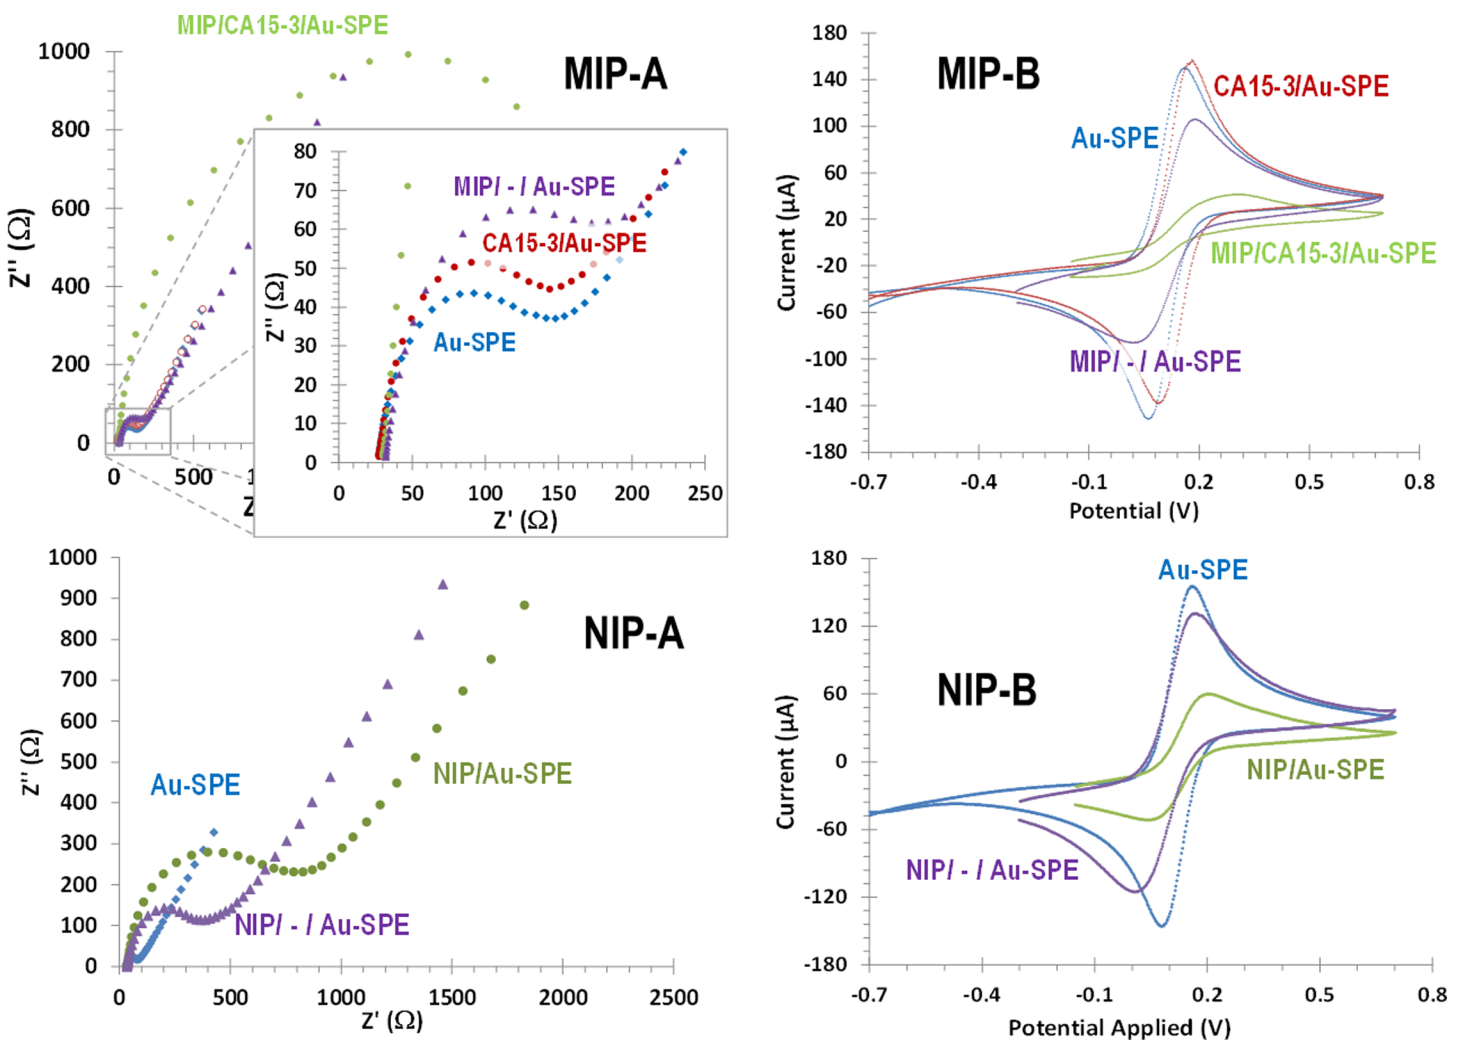 MIP/CA15-3/Au-SPE
1000
800
600
400
200
0
Z'' (Ω)
0
500
MIP-A
80
70
60
50
40
30
20
10
0
Z'' (Ω)
MIP/ - / Au-SPE
CA15-3/Au-SPE
Au-SPE
0 50 100 150 200 250
Z' (Ω)
180
140
100
60
20
-20
-60
-100
-140
-180
Current (µA)
MIP-B
CA15-3/Au-SPE
Au-SPE
MIP/CA15-3/Au-SPE
MIP/ - / Au-SPE
-0.7 -0.4 -0.1 0.2 0.5 0.8
Potential (V)
1000
900
800
700
600
500
400
300
200
100
0
Z'' (Ω)
NIP-A
Au-SPE
NIP/Au-SPE
NIP/ - / Au-SPE
0 500 1000 1500 2000 2500
Z' (Ω)
180
120
60
0
-60
-120
-180
Current (µA)
Au-SPE
NIP-B
NIP/Au-SPE
NIP/ - / Au-SPE
-0.7 -0.4 -0.1 0.2 0.5 0.8
Potential Applied (V)